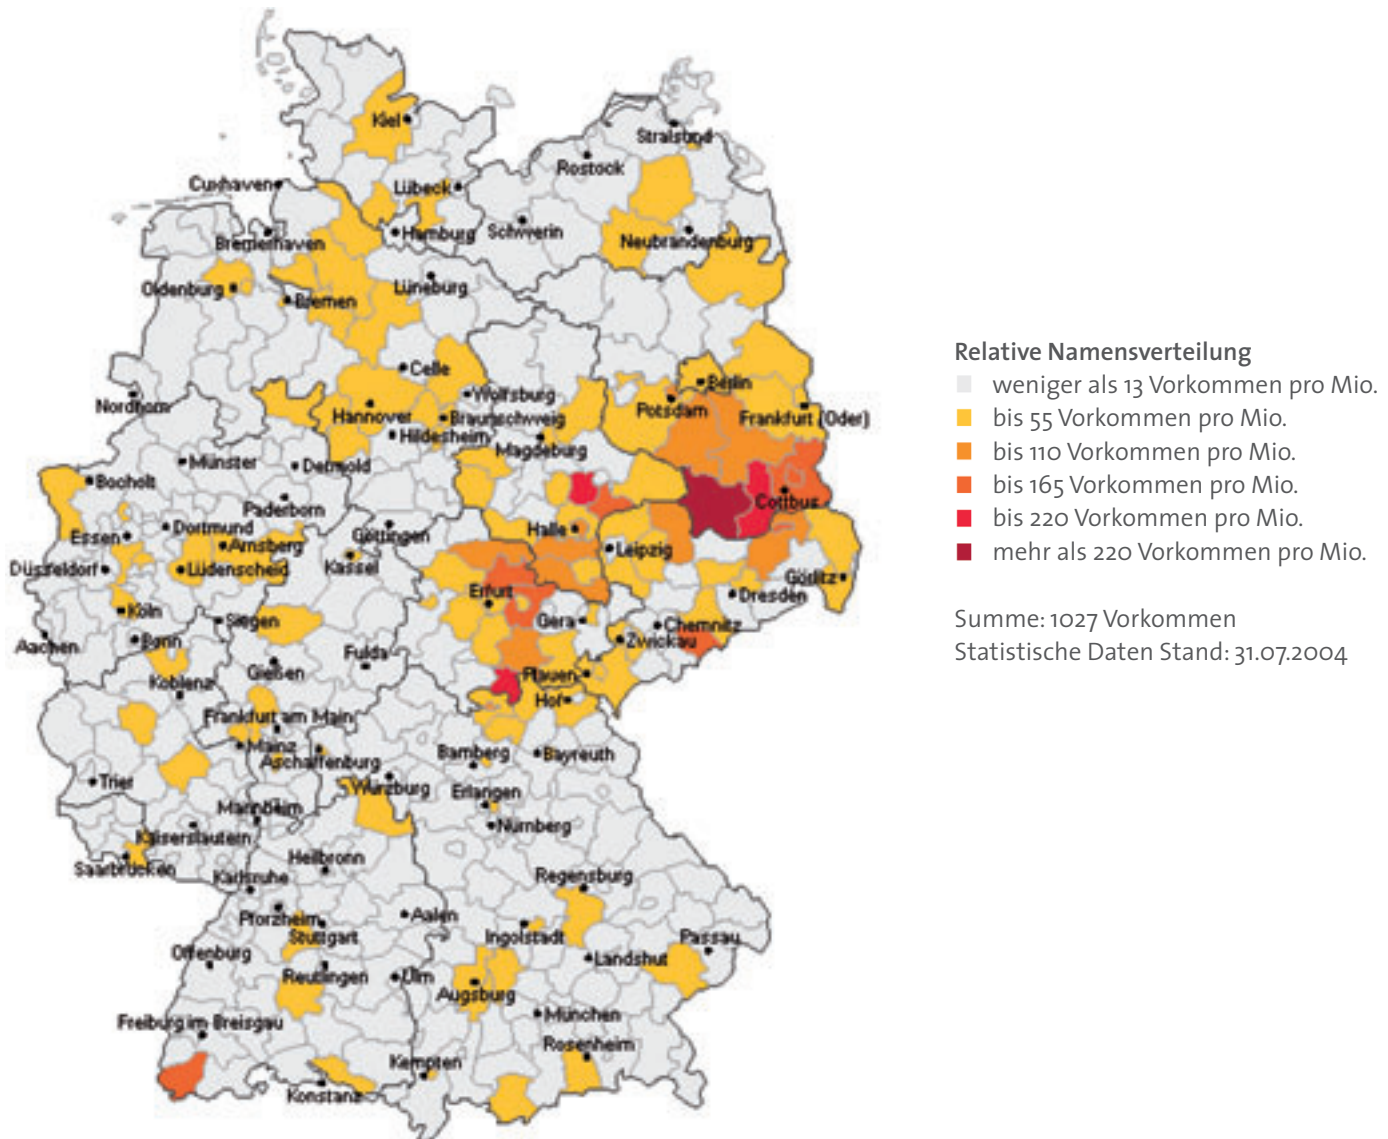 Kiel
Stralsund
Rostock
Cuxhaven
Lübeck
Hamburg
Schwerin
Bremerhaven
Neubrandenburg
Oldenburg
Bremen
Lüneburg
Celle
Wolfsburg
Berlin
Nordhorn
Hannover
Braunschweig
Potsdam
Frankfurt (Oder)
Hildesheim
Magdeburg
Münster
Detmold
Bocholt
Paderborn
Cottbus
Dortmund
Göttingen
Halle
Essen
Arnsberg
Leipzig
Düsseldorf
Lüdenscheid
Kassel
Görlitz
Erfurt
Dresden
Köln
Siegen
Gera
Chemnitz
Aachen
Bonn
Zwickau
Fulda
Gießen
Plauen
Koblenz
Hof
Frankfurt am Main
Mainz
Aschaffenburg
Bamberg
Bayreuth
Trier
Würzburg
Erlangen
Mannheim
Nürnberg
Kaiserslautern
Saarbrücken
Heilbronn
Karlsruhe
Regensburg
Pforzheim
Aalen
Stuttgart
Ingolstadt
Passau
Offenburg
Landshut
Reutlingen
Ulm
Augsburg
Freiburg im Breisgau
München
Rosenheim
Kempten
Konstanz
Relative Namensverteilung
weniger als 13 Vorkommen pro Mio.
bis 55 Vorkommen pro Mio.
bis 110 Vorkommen pro Mio.
bis 165 Vorkommen pro Mio.
bis 220 Vorkommen pro Mio.
mehr als 220 Vorkommen pro Mio.
Summe: 1027 Vorkommen
Statistische Daten Stand: 31.07.2004